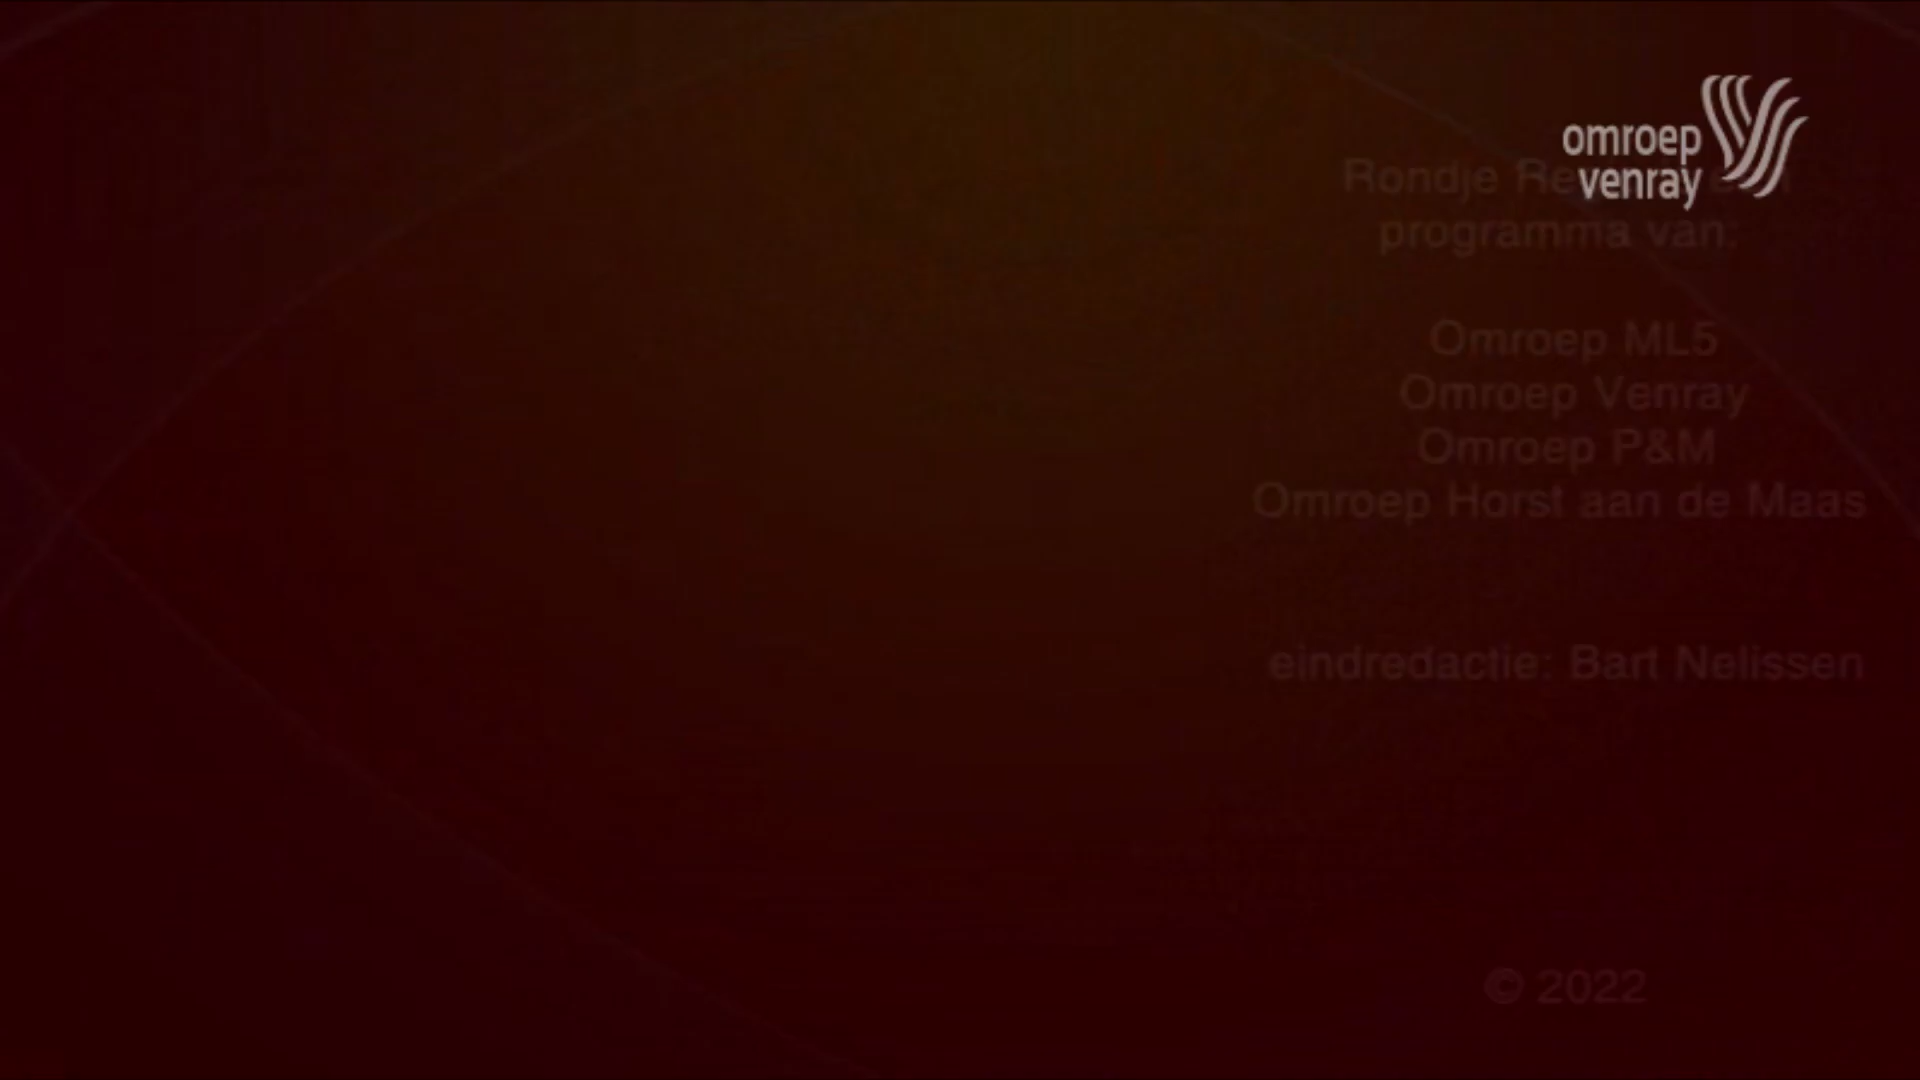 omroep
venray
Rondje Re
programma van:
Omroep ML5
Omroep Venray
Omroep P&M
Omroep Horst aan de Maas
eindredactie: Bart Nelissen
© 2022